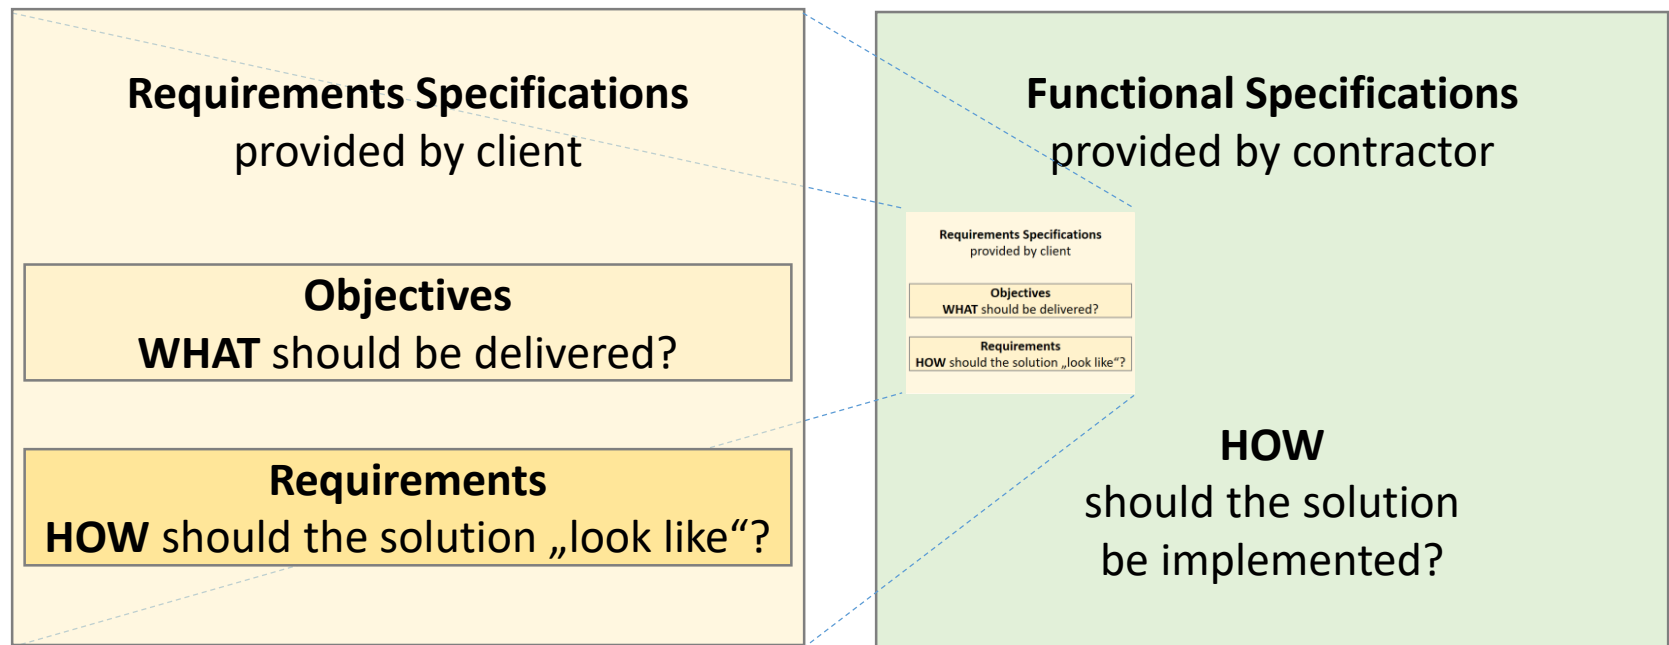 Requirements Specifications
provided by client
Objectives
WHAT should be delivered?
Requirements
HOW should the solution „look like“?
Functional Specifications
provided by contractor
Requirements Specifications
provided by client
Objectives
WHAT should be delivered?
Requirements
HOW should the solution „look like“?
HOW
should the solution
be implemented?